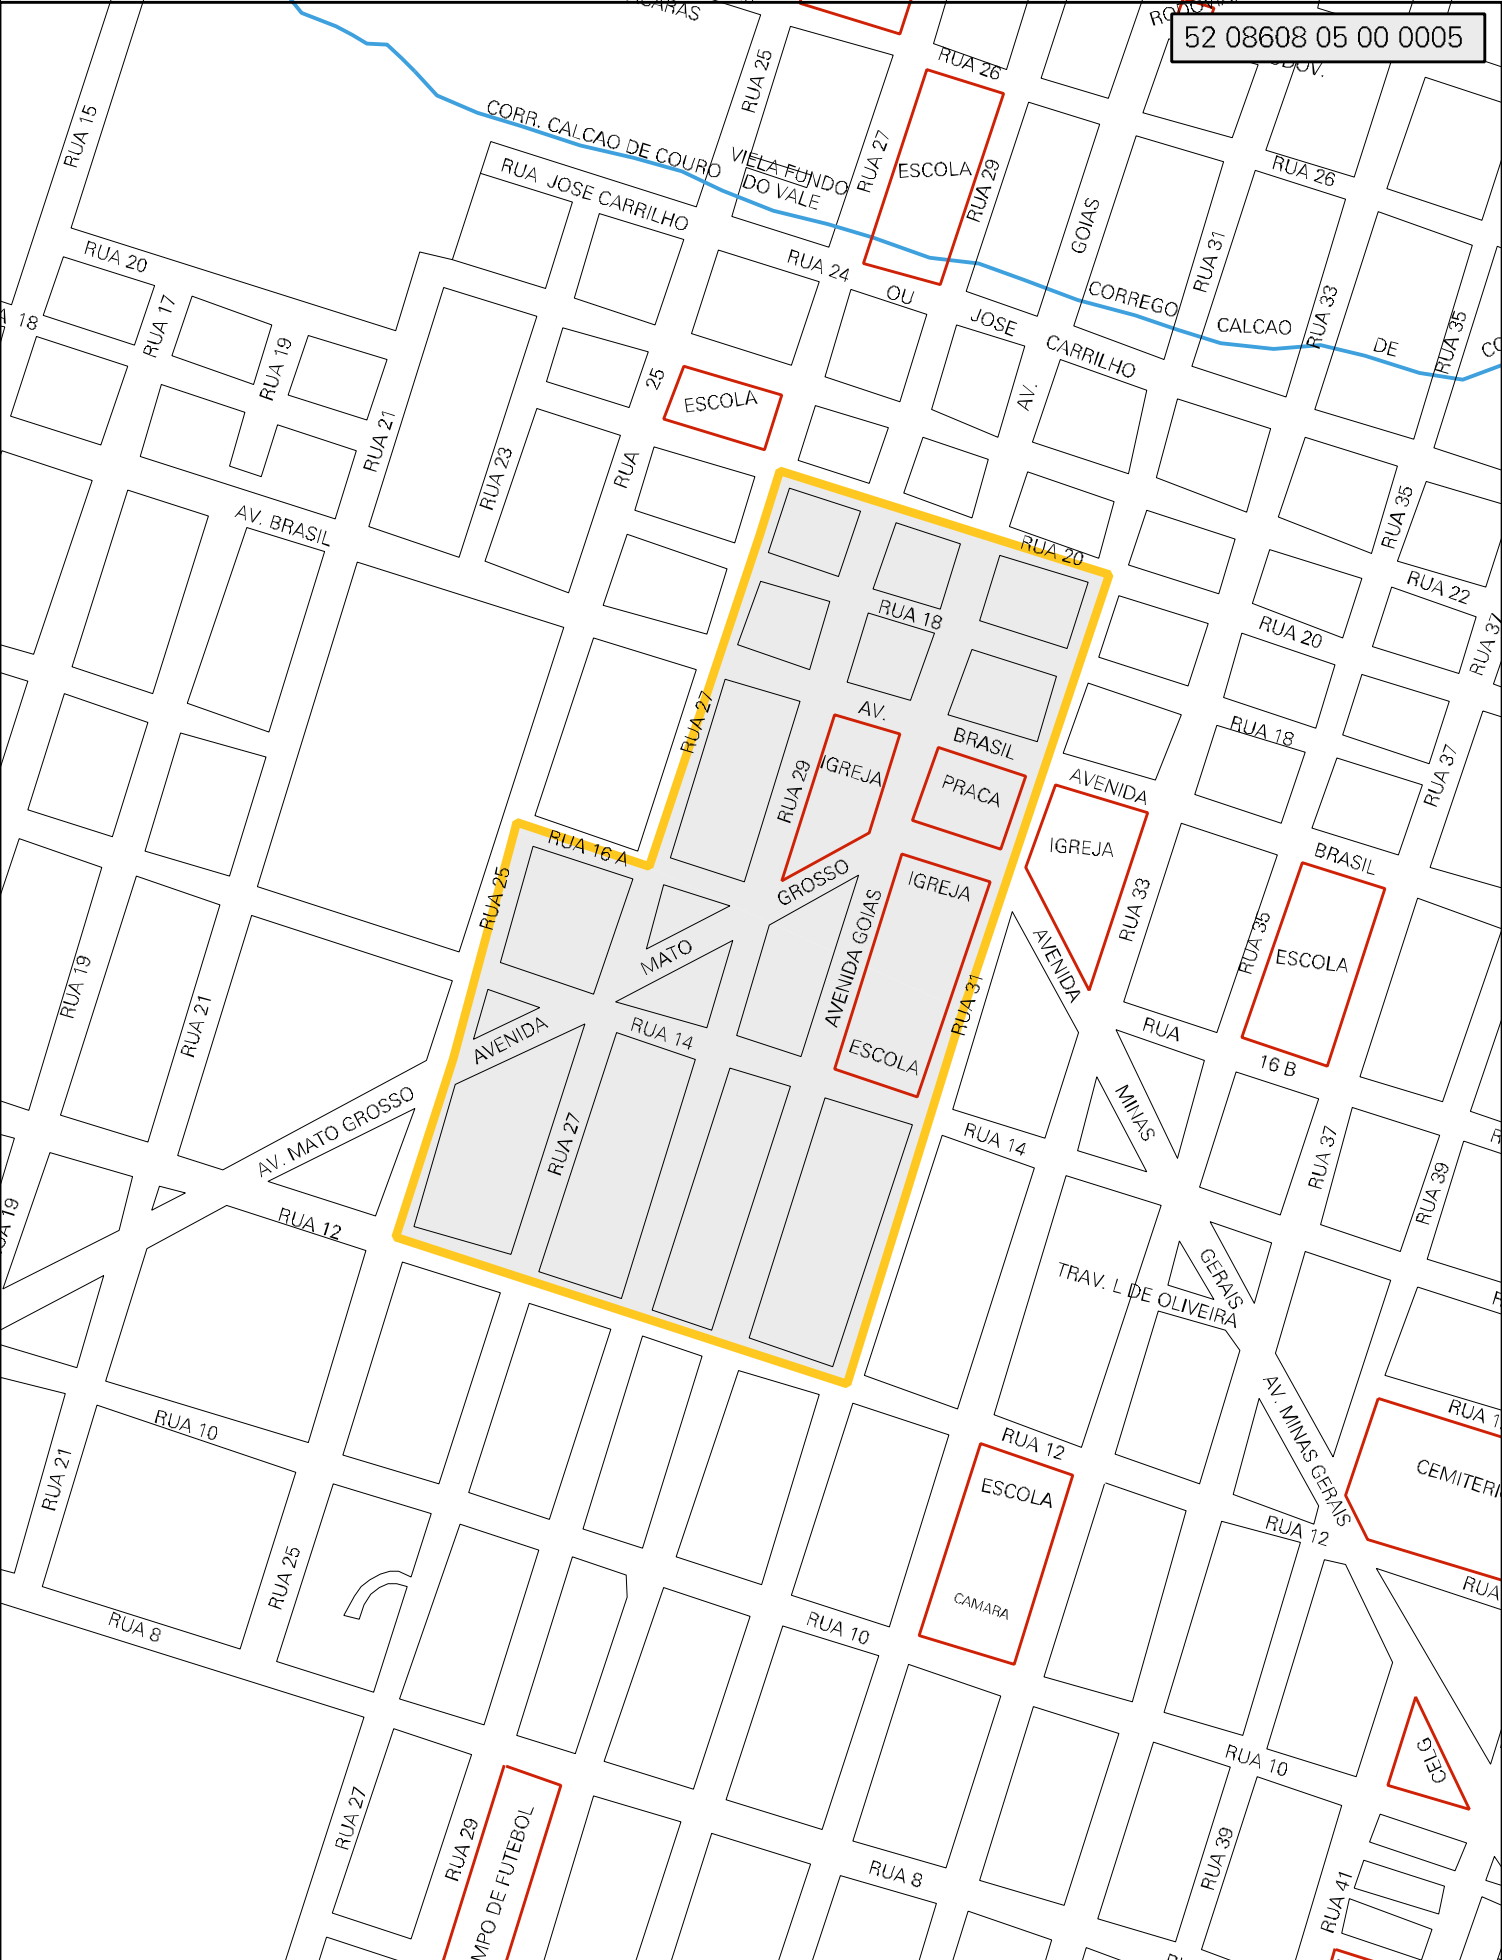 52 08608 05 00 0005
RUA 25
RUA 26
RUA 15
CORR. CALCAO DE COURO
VIELA FUNDO
DO VALE
RUA 27
ESCOLA
RUA 29
RUA 26
RUA JOSE CARRILHO
GOIAS
RUA 31
RUA 20
RUA 24
OU
JOSE
CARRILHO
CORREGO
CALCAO
DE
RUA 33
RUA 35
18
RUA 17
RUA 19
RUA 21
RUA 23
RUA
25
ESCOLA
AV.
AV. BRASIL
RUA 35
RUA 20
RUA 22
RUA 18
RUA 20
RUA 37
RUA 27
AV.
BRASIL
RUA 18
RUA 29
IGREJA
PRACA
AVENIDA
RUA 37
IGREJA
BRASIL
RUA 16 A
RUA 25
GROSSO
IGREJA
AVENIDA GOIAS
RUA 33
RUA 35
ESCOLA
MATO
AVENIDA
RUA 19
RUA 21
AVENIDA
RUA 14
ESCOLA
RUA 31
RUA
16 B
MINAS
AV. MATO GROSSO
RUA 27
RUA 14
RUA 37
RUA 39
RUA 12
GERAIS
TRAV. L DE OLIVEIRA
RUA 10
RUA 21
AV. MINAS GERAIS
RUA 12
ESCOLA
RUA 12
RUA 25
CAMARA
RUA
RUA 8
RUA 10
RUA 10
CELG
RUA 27
RUA 29
RUA 8
RUA 39
RUA 41